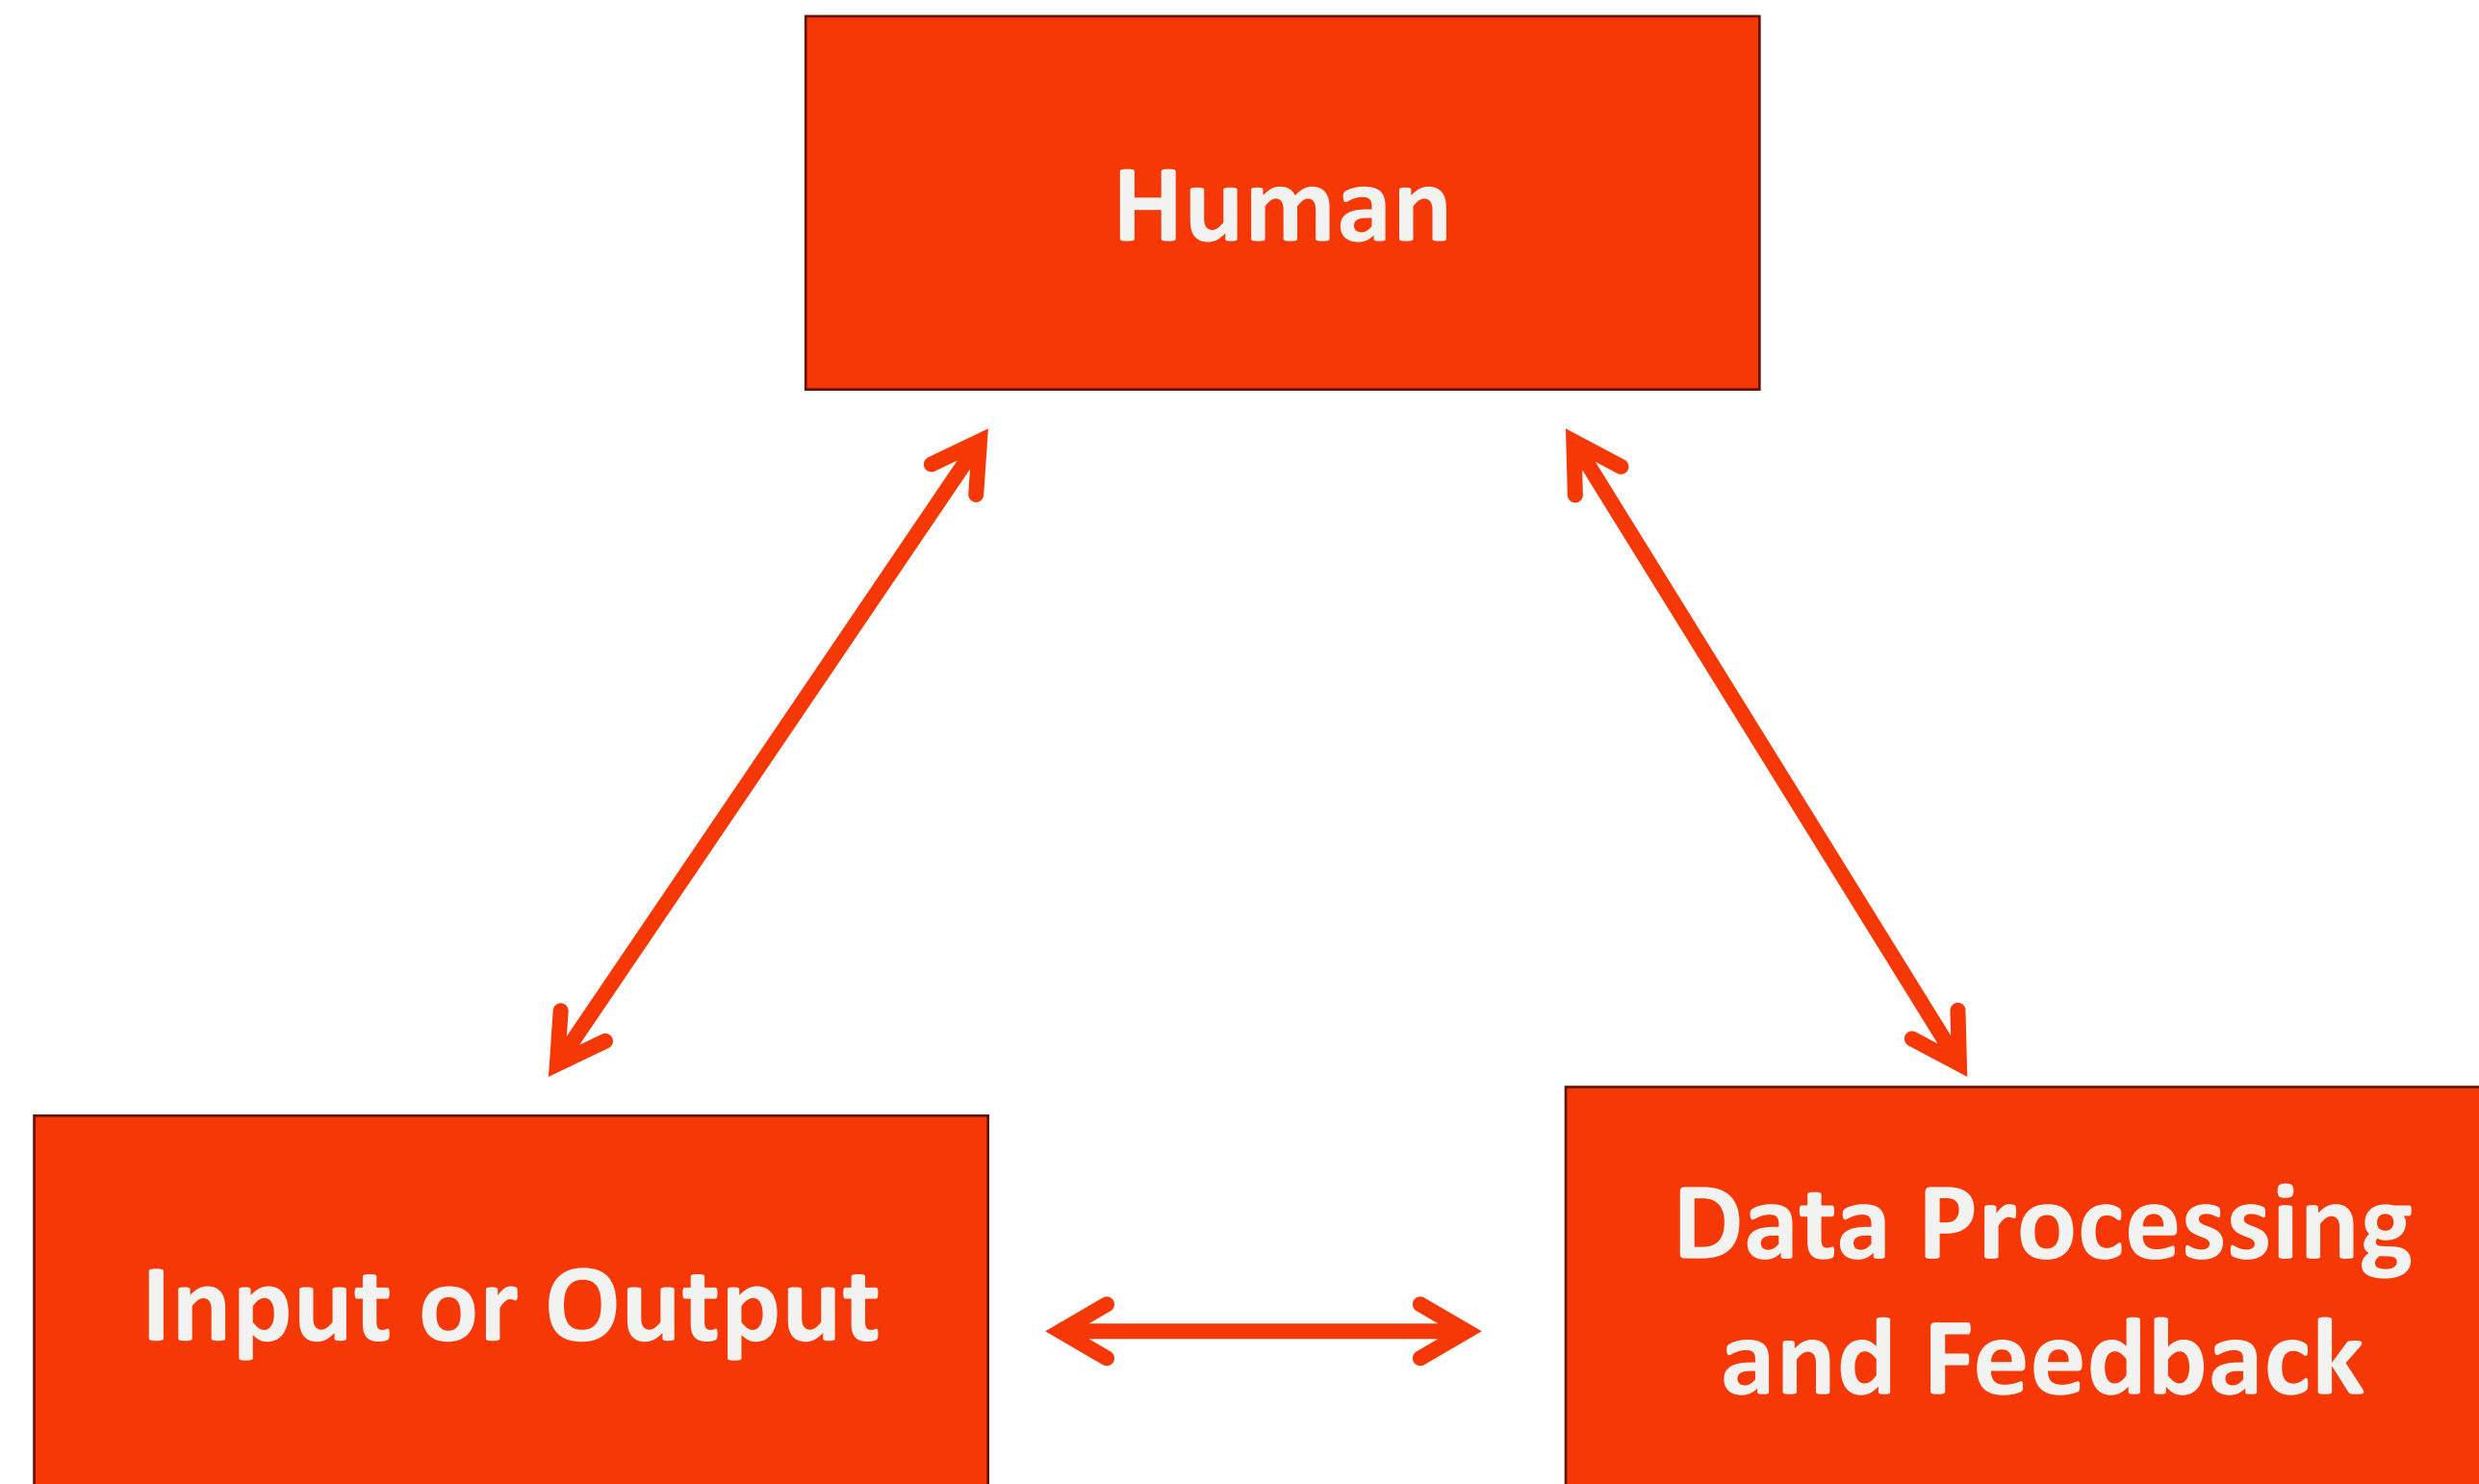 Human
Input or Output
Data Processing
and Feedback